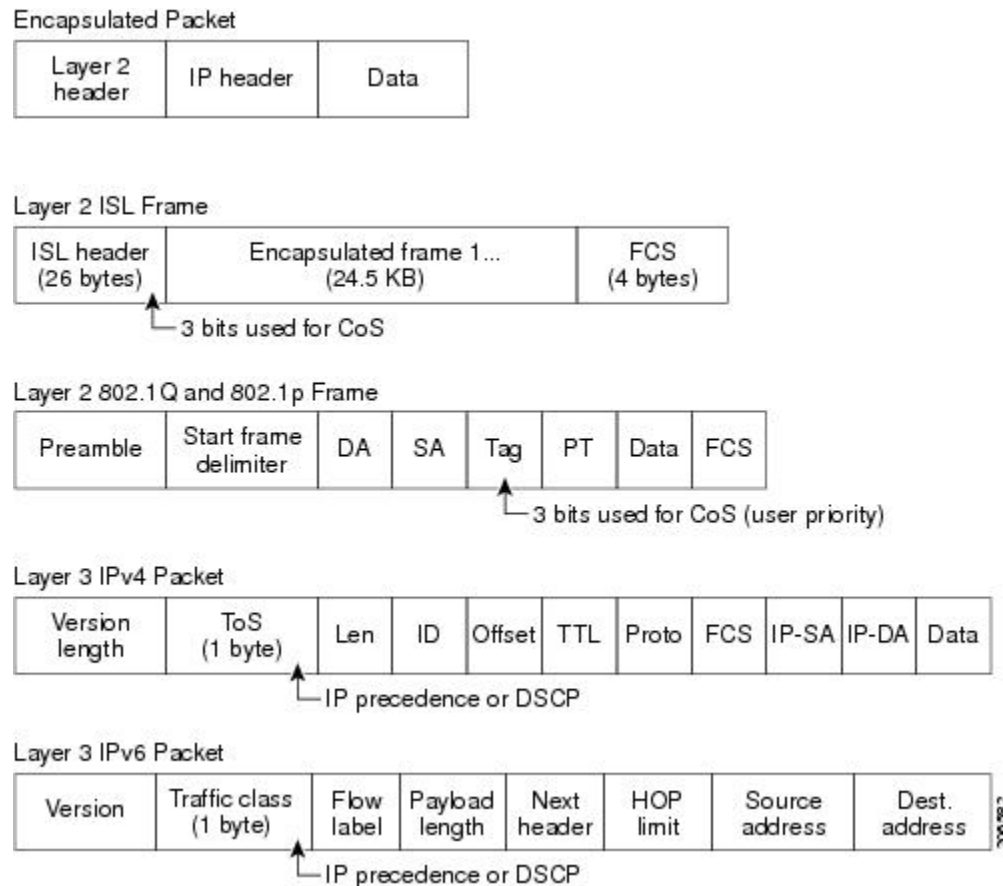 Encapsulated Packet
Layer 2
header
IP header
Data
Layer 2 ISL Frame
ISL header
(26 bytes)
Encapsulated frame 1...
(24.5 KB)
FCS
(4 bytes)
3 bits used for CoS
Layer 2 802.1Q and 802.1p Frame
Preamble
Start frame
delimiter
DA
SA
Tag
PT
Data
FCS
3 bits used for CoS (user priority)
Layer 3 IPv4 Packet
Version
length
ToS
(1 byte)
Len
ID
Offset
TTL
Proto
FCS
IP-SA
IP-DA
Data
IP precedence or DSCP
Layer 3 IPv6 Packet
Version
Traffic class
(1 byte)
Flow
label
Payload
length
Next
header
HOP
limit
Source
address
Dest.
address
IP precedence or DSCP